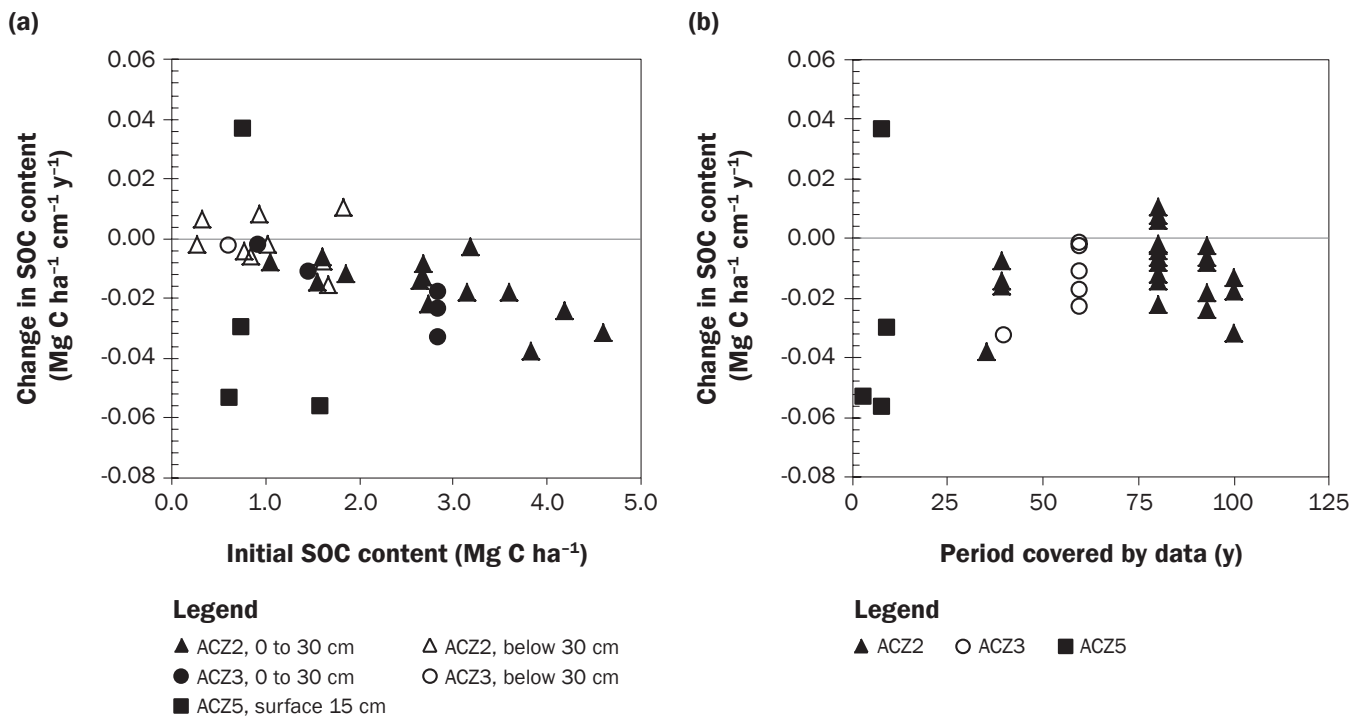 (a)
0.06
0.04
0.02
0.00
-0.02
-0.04
-0.06
-0.08
0.0 1.0 2.0 3.0 4.0 5.0
Change in SOC content
(Mg C ha⁻¹ cm⁻¹ y⁻¹)
Initial SOC content (Mg C ha⁻¹)
Legend
ACZ2, 0 to 30 cm
ACZ2, below 30 cm
ACZ3, 0 to 30 cm
ACZ3, below 30 cm
ACZ5, surface 15 cm
(b)
0.06
0.04
0.02
0.00
-0.02
-0.04
-0.06
-0.08
0 25 50 75 100 125
Change in SOC content
(Mg C ha⁻¹ cm⁻¹ y⁻¹)
Period covered by data (y)
Legend
ACZ2 ACZ3 ACZ5